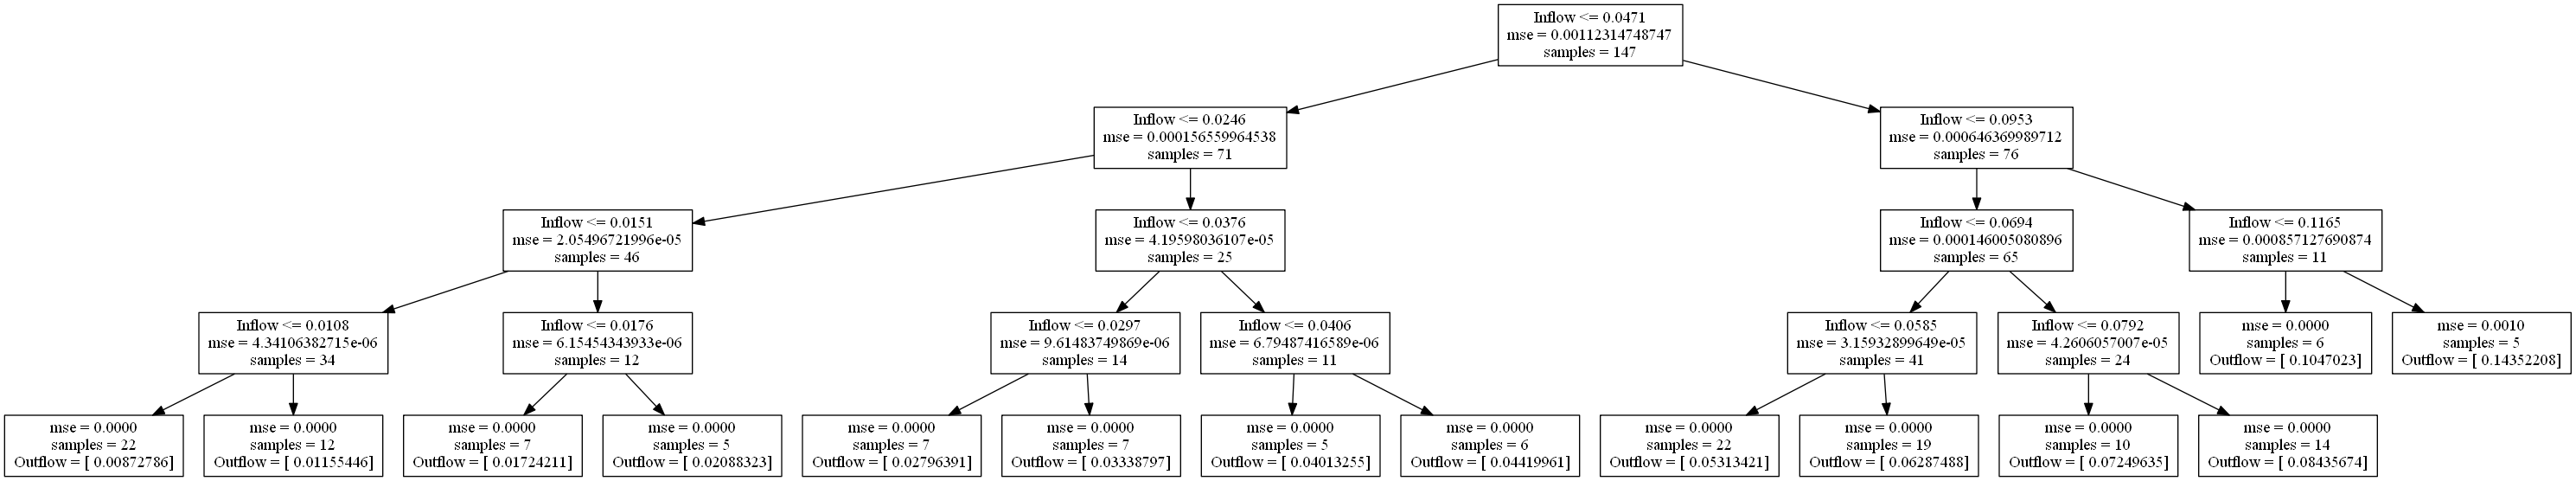 Inflow <= 0.0471
mse = 0.00112314748747
samples = 147
Inflow <= 0.0246
mse = 0.000156559964538
samples = 71
Inflow <= 0.0953
mse = 0.000646369989712
samples = 76
Inflow <= 0.0151
mse = 2.05496721996e-05
samples = 46
Inflow <= 0.0376
mse = 4.19598036107e-05
samples = 25
Inflow <= 0.0694
mse = 0.000146005080896
samples = 65
Inflow <= 0.1165
mse = 0.000857127690874
samples = 11
Inflow <= 0.0108
mse = 4.34106382715e-06
samples = 34
Inflow <= 0.0176
mse = 6.15454343933e-06
samples = 12
Inflow <= 0.0297
mse = 9.61483749869e-06
samples = 14
Inflow <= 0.0406
mse = 6.79487416589e-06
samples = 11
Inflow <= 0.0585
mse = 3.15932899649e-05
samples = 41
Inflow <= 0.0792
mse = 4.2606057007e-05
samples = 24
mse = 0.0000
samples = 6
Outflow = [ 0.1047023]
mse = 0.0010
samples = 5
Outflow = [ 0.14352208]
mse = 0.0000
samples = 22
Outflow = [ 0.00872786]
mse = 0.0000
samples = 12
Outflow = [ 0.01155446]
mse = 0.0000
samples = 7
Outflow = [ 0.01724211]
mse = 0.0000
samples = 5
Outflow = [ 0.02088323]
mse = 0.0000
samples = 7
Outflow = [ 0.02796391]
mse = 0.0000
samples = 7
Outflow = [ 0.03338797]
mse = 0.0000
samples = 5
Outflow = [ 0.04013255]
mse = 0.0000
samples = 6
Outflow = [ 0.04419961]
mse = 0.0000
samples = 22
Outflow = [ 0.05313421]
mse = 0.0000
samples = 19
Outflow = [ 0.06287488]
mse = 0.0000
samples = 10
Outflow = [ 0.07249635]
mse = 0.0000
samples = 14
Outflow = [ 0.08435674]